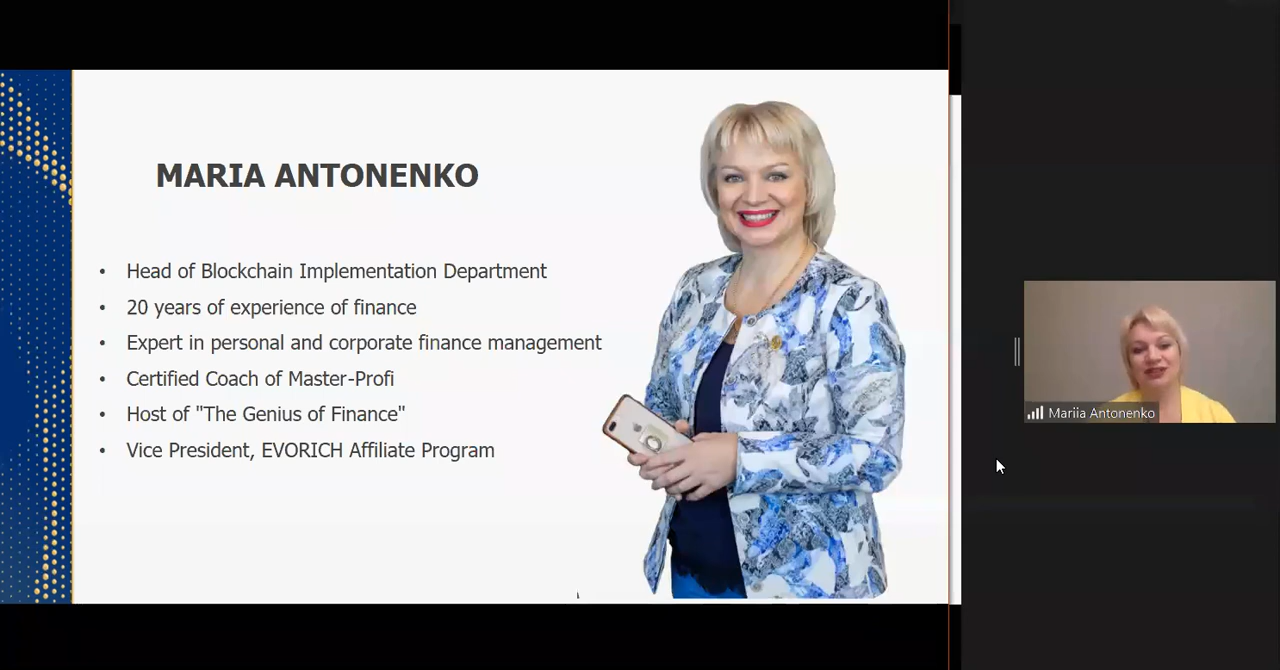 MARIA ANTONENKO
• Head of Blockchain Implementation Department
• 20 years of experience of finance
• Expert in personal and corporate finance management
• Certified Coach of Master-Profi
• Host of "The Genius of Finance"
• Vice President, EVORICH Affiliate Program
Mariia Antonenko